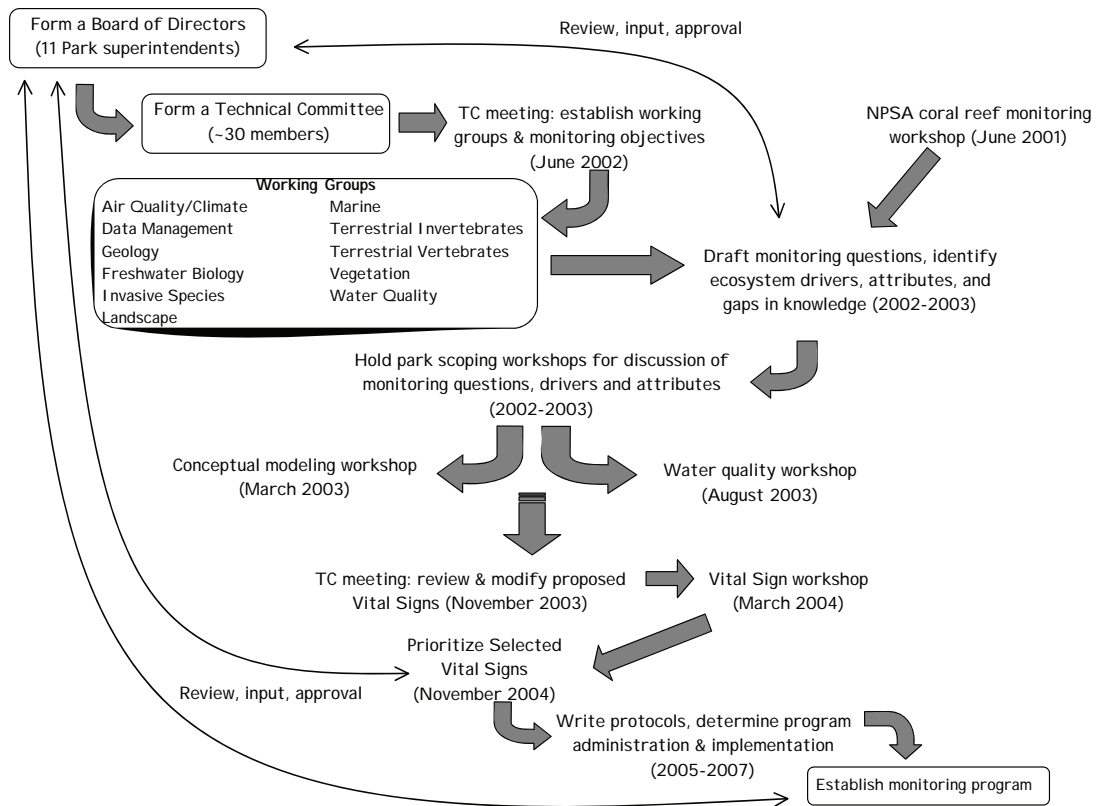 Form a Board of Directors
(11 Park superintendents)
Review, input, approval
Form a Technical Committee
(~30 members)
TC meeting: establish working
groups & monitoring objectives
(June 2002)
NPSA coral reef monitoring
workshop (June 2001)
Working Groups
Air Quality/Climate
Data Management
Geology
Freshwater Biology
Invasive Species
Landscape
Marine
Terrestrial Invertebrates
Terrestrial Vertebrates
Vegetation
Water Quality
Draft monitoring questions, identify
ecosystem drivers, attributes, and
gaps in knowledge (2002-2003)
Hold park scoping workshops for discussion of
monitoring questions, drivers and attributes
(2002-2003)
Conceptual modeling workshop
(March 2003)
Water quality workshop
(August 2003)
TC meeting: review & modify proposed
Vital Signs (November 2003)
Vital Sign workshop
(March 2004)
Prioritize Selected
Vital Signs
(November 2004)
Review, input, approval
Write protocols, determine program
administration & implementation
(2005-2007)
Establish monitoring program